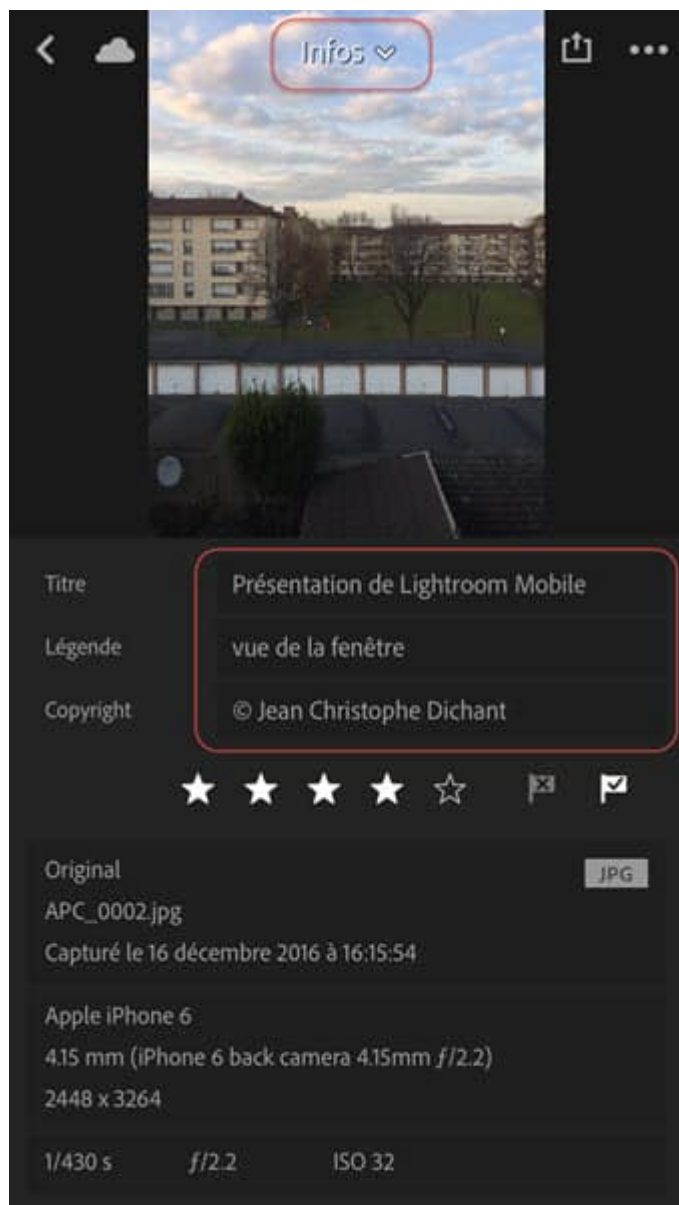 Infos
Titre Présentation de Lightroom Mobile
Légende vue de la fenêtre
Copyright © Jean Christophe Dichant
Original JPG
APC_0002.jpg
Capturé le 16 décembre 2016 à 16:15:54
Apple iPhone 6
4.15 mm (iPhone 6 back camera 4.15mm ƒ/2.2)
2448 x 3264
1/430 s ƒ/2.2 ISO 32